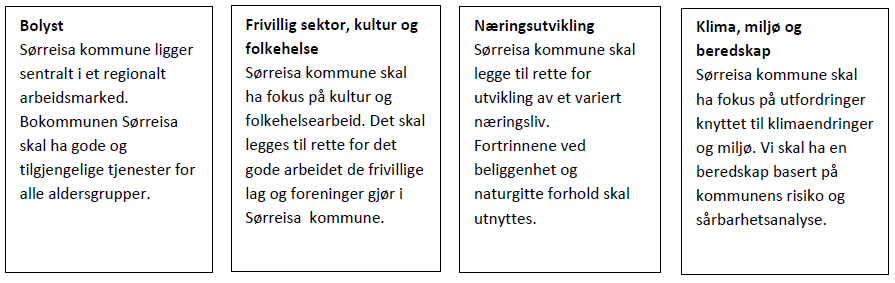 Bolyst
Sørreisa kommune ligger
sentralt i et regionalt
arbeidsmarked.
Bokommunen Sørreisa
skal ha gode og
tilgjengelige tjenester for
alle aldersgrupper.
Frivillig sektor, kultur og
folkehelse
Sørreisa kommune skal
ha fokus på kultur og
folkehelsearbeid. Det skal
legges til rette for det
gode arbeidet de frivillige
lag og foreninger gjør i
Sørreisa  kommune.
Næringsutvikling
Sørreisa kommune skal
legge til rette for
utvikling av et variert
næringsliv.
Fortrinnene ved
beliggenhet og
naturgitte forhold skal
utnyttes.
Klima, miljø og
beredskap
Sørreisa kommune skal
ha fokus på utfordringer
knyttet til klimaendringer
og miljø. Vi skal ha en
beredskap basert på
kommunens risiko og
sårbarhetsanalyse.